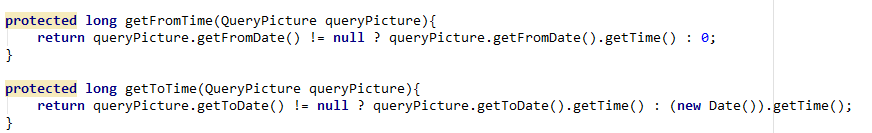 protected long getFromTime(QueryPicture queryPicture){
    return queryPicture.getFromDate() != null ? queryPicture.getFromDate().getTime() : 0;
}
protected long getToTime(QueryPicture queryPicture){
    return queryPicture.getToDate() != null ? queryPicture.getToDate().getTime() : (new Date()).getTime();
}